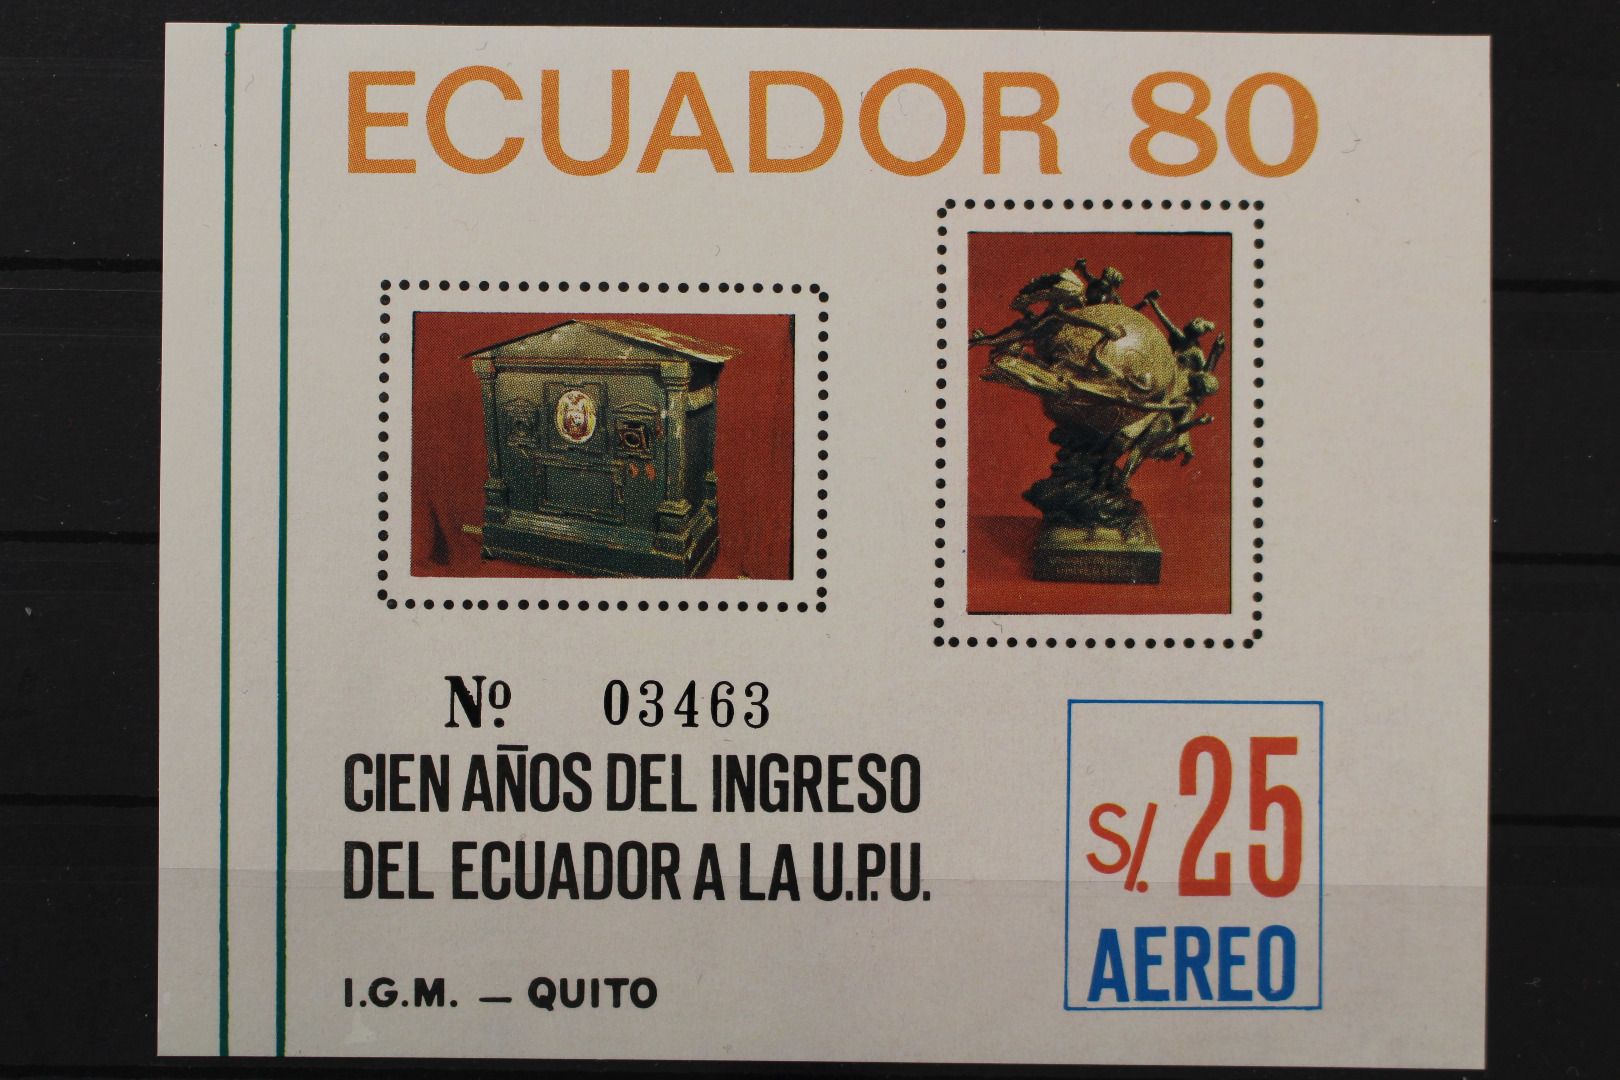 ECUADOR 80
Nº 03463
CIEN AÑOS DEL INGRESO
DEL ECUADOR A LA U.P.U.
I.G.M. — QUITO
S/. 25
AEREO